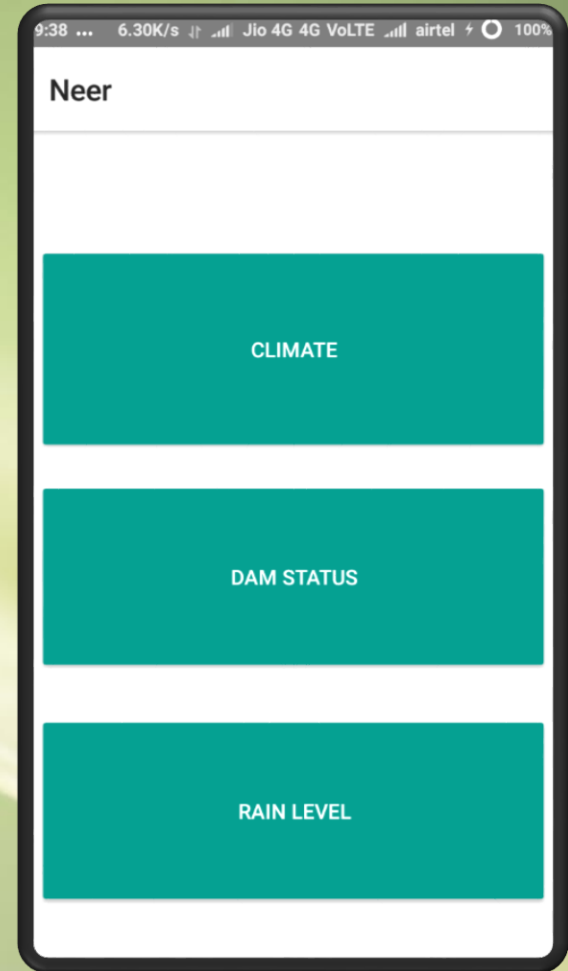 9:38 ... 6.30K/s Jio 4G 4G VoLTE airtel 100%
Neer
CLIMATE
DAM STATUS
RAIN LEVEL